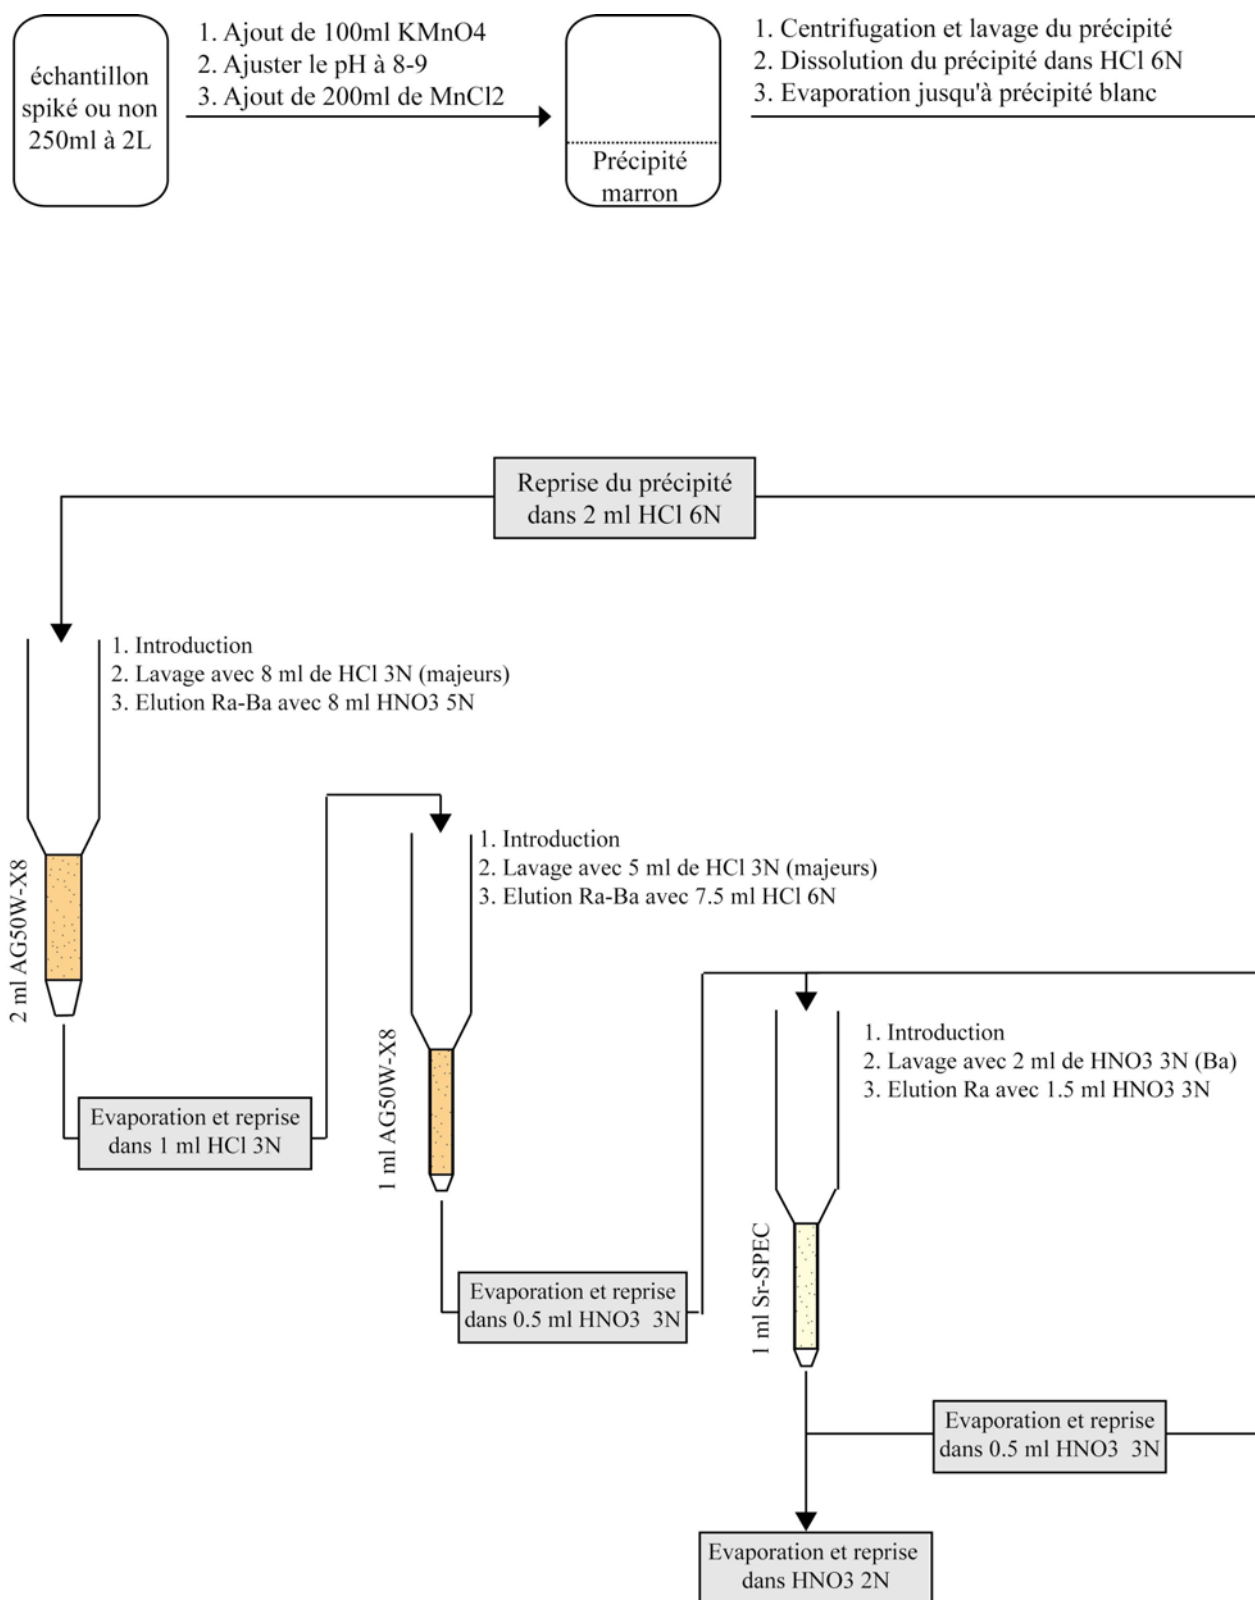 échantillon
spiké ou non
250ml à 2L
1. Ajout de 100ml KMnO4
2. Ajuster le pH à 8-9
3. Ajout de 200ml de MnCl2
Précipité
marron
1. Centrifugation et lavage du précipité
2. Dissolution du précipité dans HCl 6N
3. Evaporation jusqu'à précipité blanc
Reprise du précipité
dans 2 ml HCl 6N
1. Introduction
2. Lavage avec 8 ml de HCl 3N (majeurs)
3. Elution Ra-Ba avec 8 ml HNO3 5N
2 ml AG50W-X8
Evaporation et reprise
dans 1 ml HCl 3N
1. Introduction
2. Lavage avec 5 ml de HCl 3N (majeurs)
3. Elution Ra-Ba avec 7.5 ml HCl 6N
1 ml AG50W-X8
Evaporation et reprise
dans 0.5 ml HNO3 3N
1. Introduction
2. Lavage avec 2 ml de HNO3 3N (Ba)
3. Elution Ra avec 1.5 ml HNO3 3N
1 ml Sr-SPEC
Evaporation et reprise
dans 0.5 ml HNO3 3N
Evaporation et reprise
dans HNO3 2N